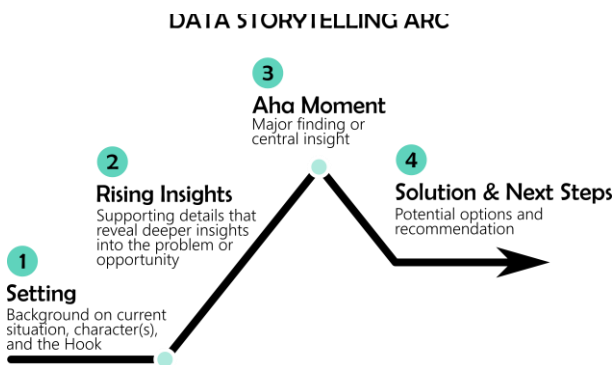 DATA STORYTELLING ARC
3
Aha Moment
Major finding or
central insight
2
Rising Insights
Supporting details that
reveal deeper insights
into the problem or
opportunity
4
Solution & Next Steps
Potential options and
recommendation
1
Setting
Background on current
situation, character(s),
and the Hook